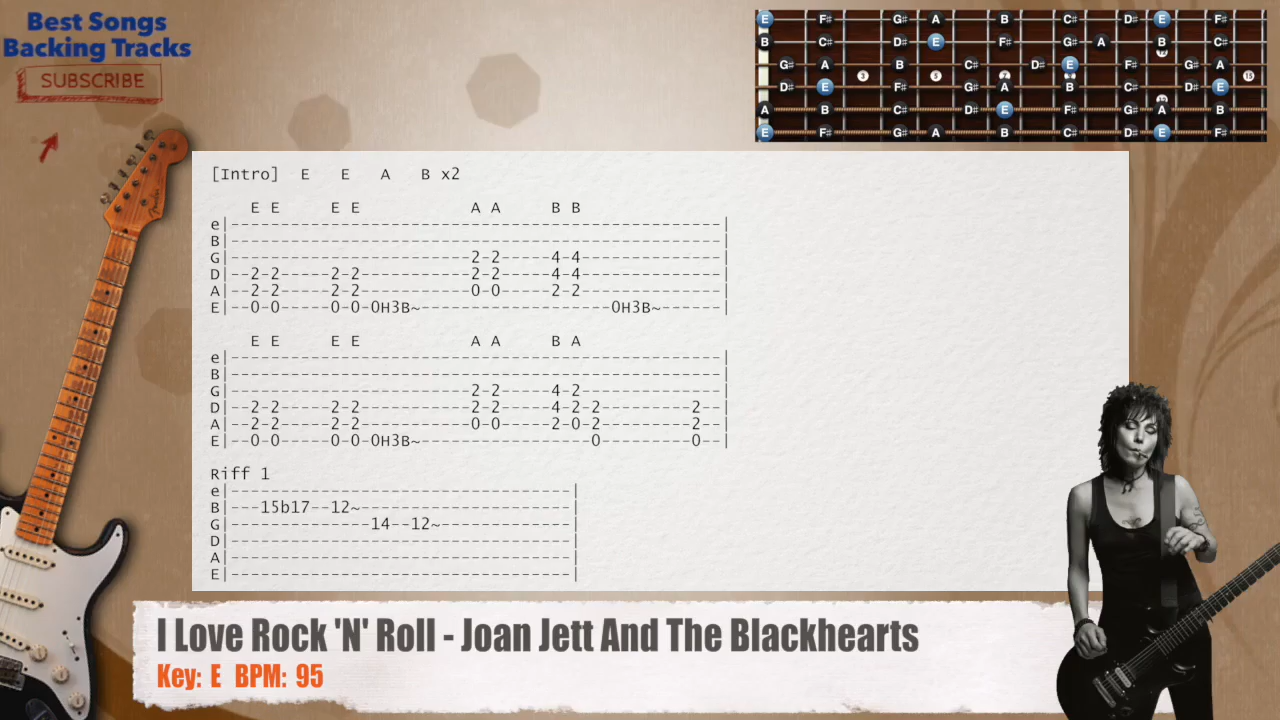 Best Songs
Backing Tracks
SUBSCRIBE
E F# G# A B C# D# E F#
B C# D# E F# G# A B C#
G# A B C# D# E F# G# A
3 5 7 15
D# E F# G# A B C# D# E
A B C# D# E F# G# A B
E F# G# A B C# D# E F#
[Intro]  E   E   A   B x2
    E E     E E           A A     B B
e|-------------------------------------------------|
B|-------------------------------------------------|
G|------------------------2-2-----4-4--------------|
D|--2-2-----2-2-----------2-2-----4-4--------------|
A|--2-2-----2-2-----------0-0-----2-2--------------|
E|--0-0-----0-0-0H3B~-------------------0H3B~------|
    E E     E E           A A     B A
e|-------------------------------------------------|
B|-------------------------------------------------|
G|------------------------2-2-----4-2--------------|
D|--2-2-----2-2-----------2-2-----4-2-2---------2--|
A|--2-2-----2-2-----------0-0-----2-0-2---------2--|
E|--0-0-----0-0-0H3B~-----------------0---------0--|
Riff 1
e|----------------------------------|
B|---15b17--12~---------------------|
G|--------------14--12~-------------|
D|----------------------------------|
A|----------------------------------|
E|----------------------------------|
I Love Rock 'N' Roll - Joan Jett And The Blackhearts
Key: E BPM: 95